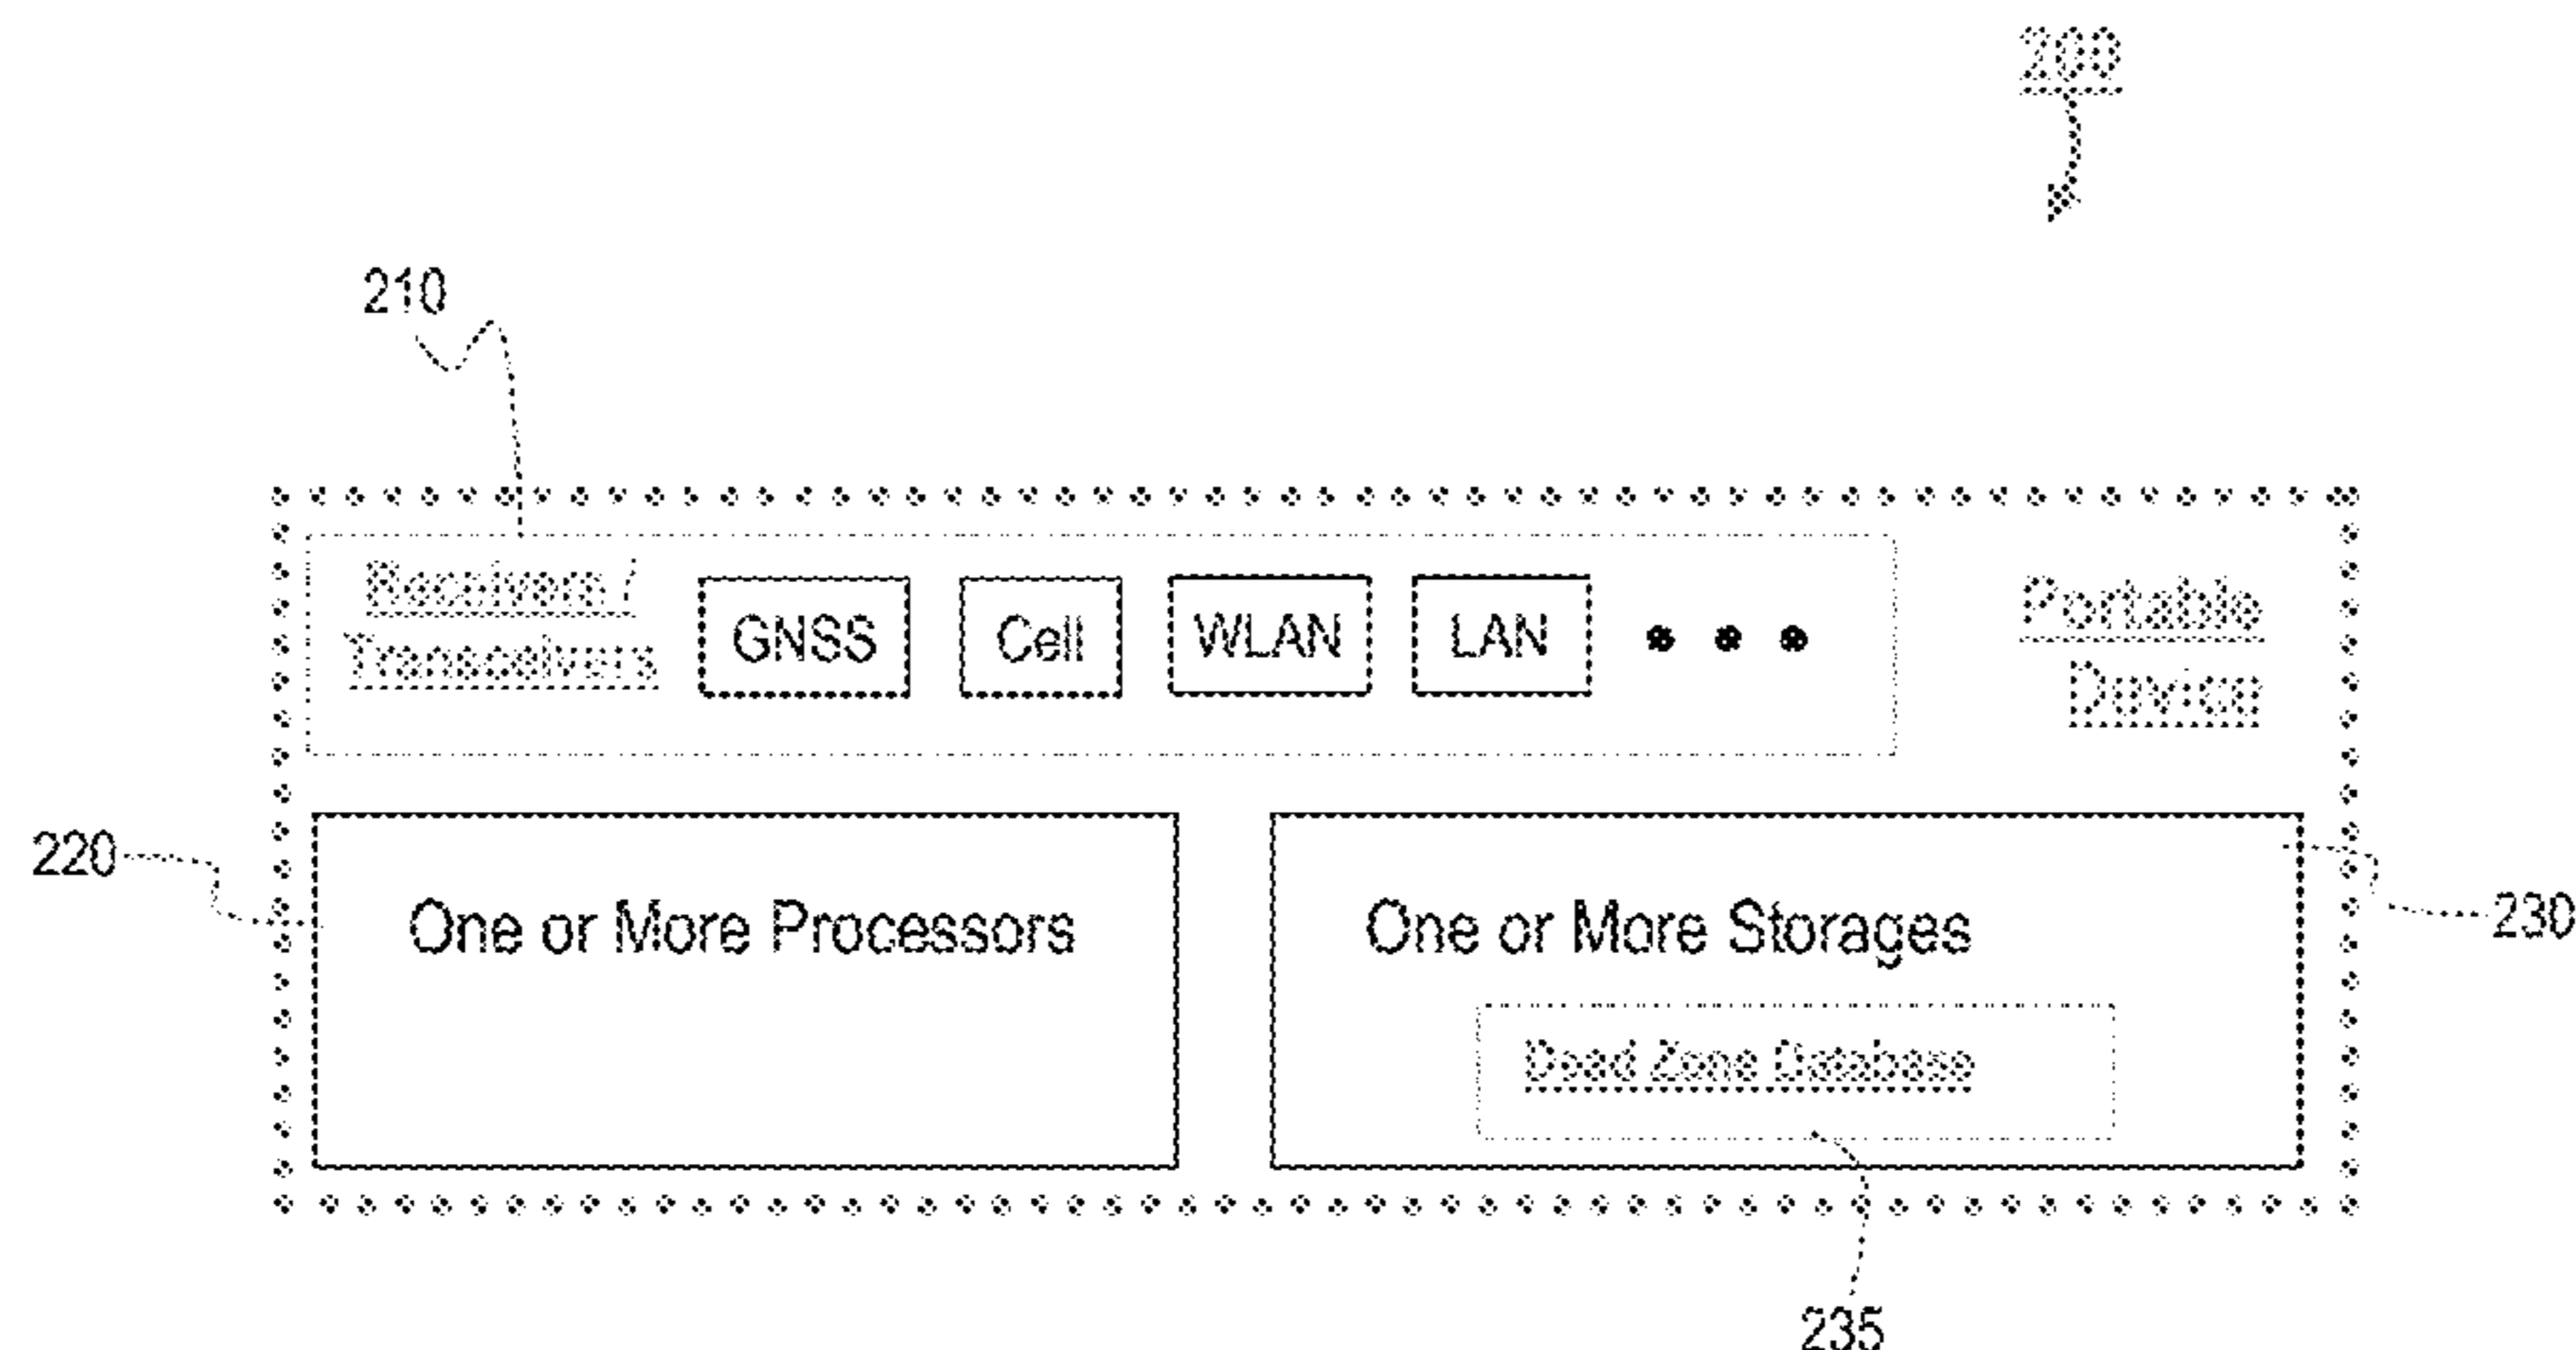 200
210
Receivers /
Transceivers
GNSS
Cell
WLAN
LAN
Portable
Device
220
One or More Processors
One or More Storages
230
Dead Zone Database
235